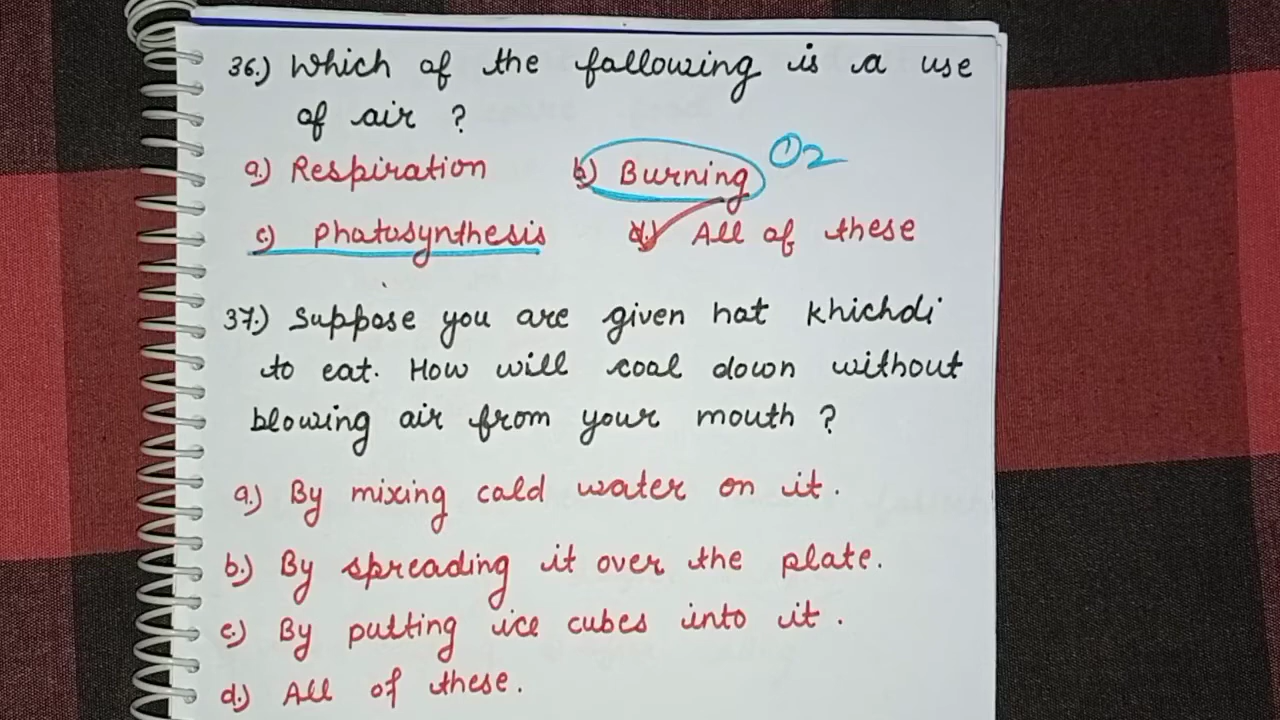 36.) Which of the following is a use
of air ?
a.) Respiration b.) Burning O2
c.) Photosynthesis d.) All of these
37.) Suppose you are given hot khichdi
to eat. How will cool down without
blowing air from your mouth ?
a.) By mixing cold water on it.
b.) By spreading it over the plate.
c.) By putting ice cubes into it.
d.) All of these.